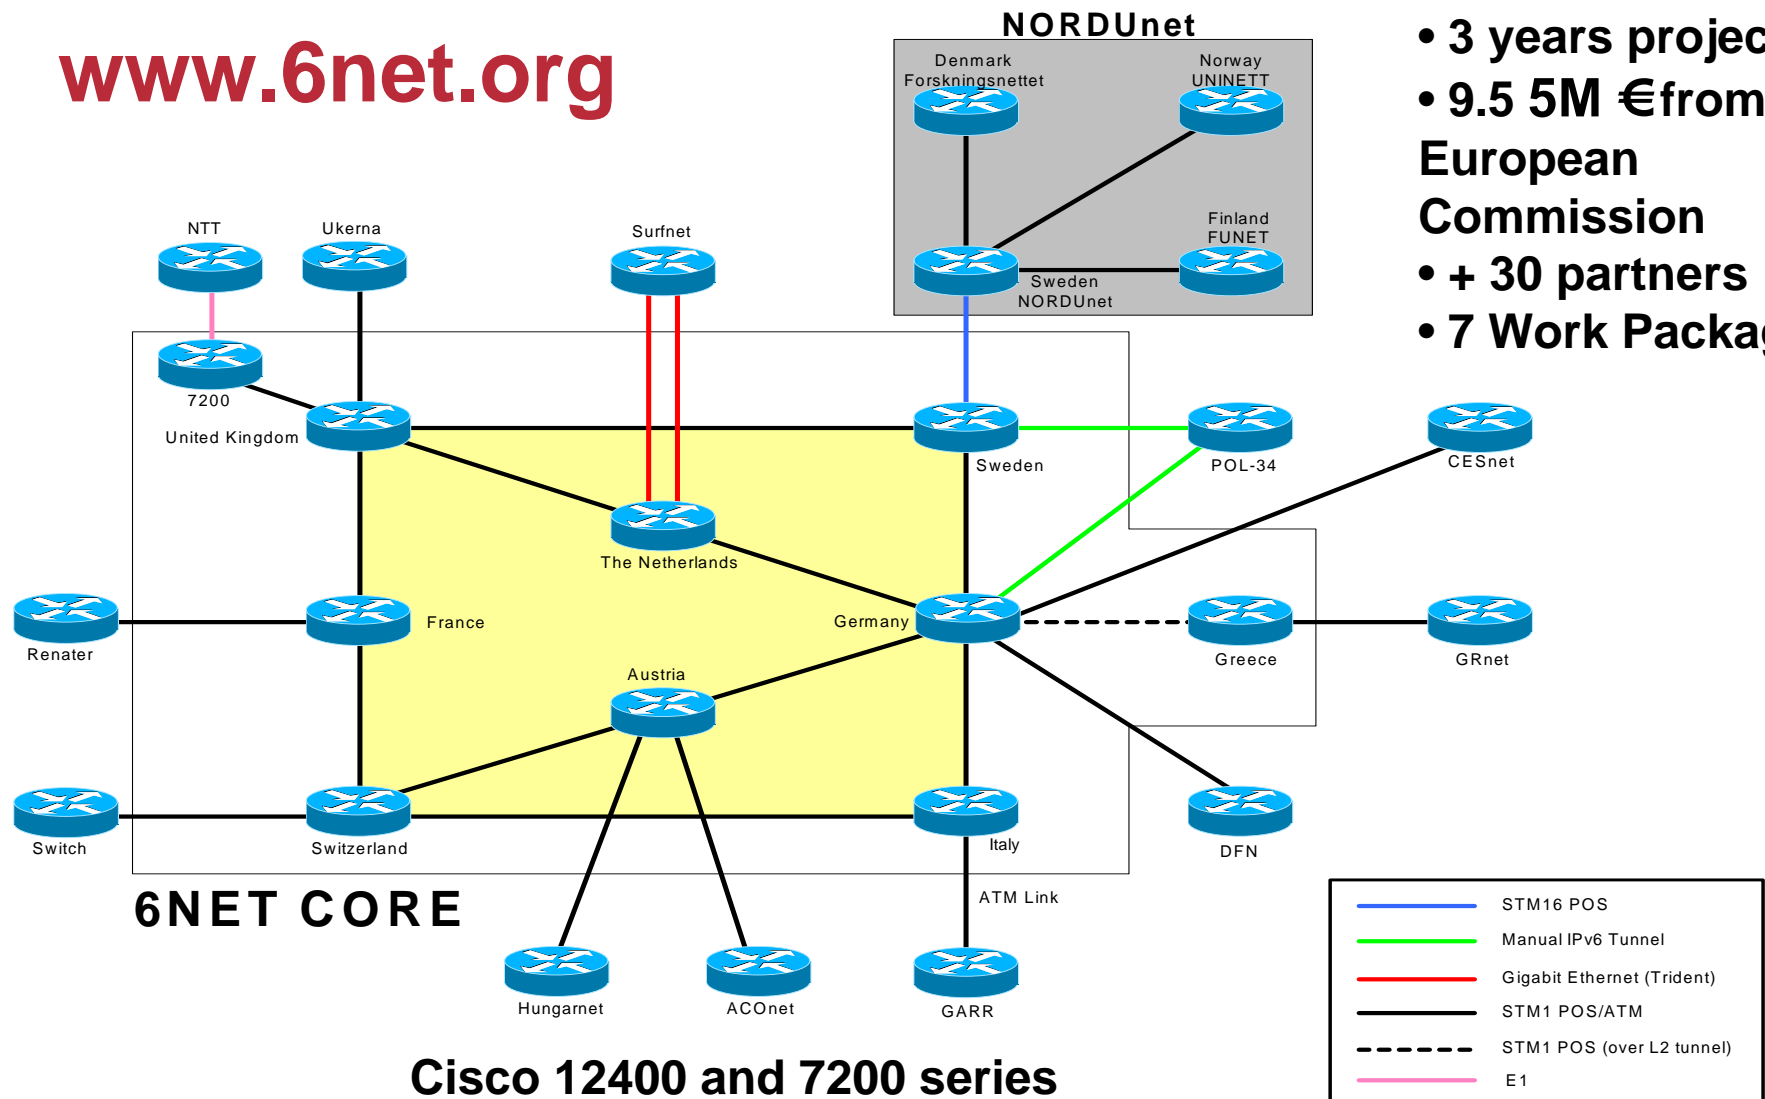 www.6net.org
NORDUnet
Denmark
Forskningsnettet
Norway
UNINETT
Finland
FUNET
Sweden
NORDUnet
• 3 years projec
• 9.5 5M €from
European
Commission
• + 30 partners
• 7 Work Packag
NTT
Ukerna
Surfnet
7200
United Kingdom
Sweden
POL-34
CESnet
The Netherlands
Renater
France
Germany
Greece
GRnet
Austria
Switch
Switzerland
Italy
DFN
6NET CORE
ATM Link
Hungarnet
ACOnet
GARR
STM16 POS
Manual IPv6 Tunnel
Gigabit Ethernet (Trident)
STM1 POS/ATM
STM1 POS (over L2 tunnel)
E1
Cisco 12400 and 7200 series